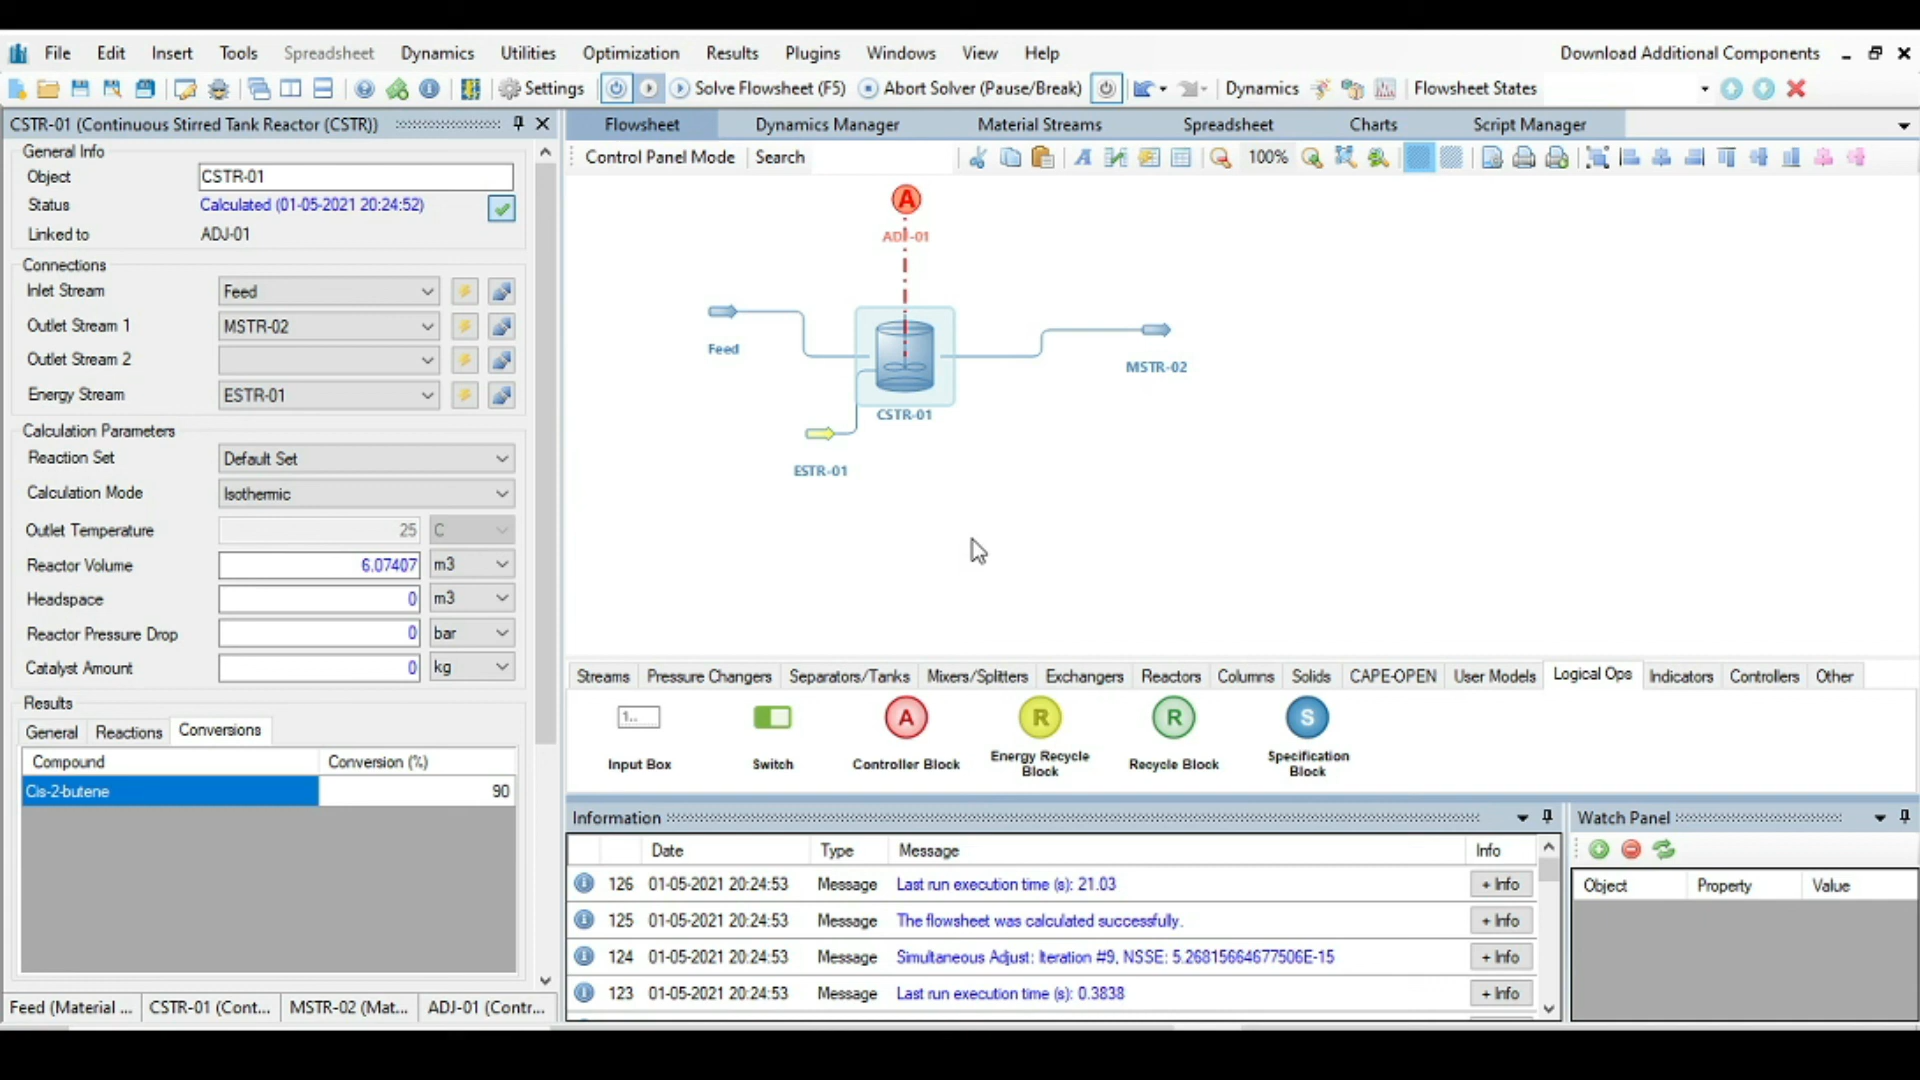 File Edit Insert Tools Spreadsheet Dynamics Utilities Optimization Results Plugins Windows View Help Download Additional Components
Settings Solve Flowsheet (F5) Abort Solver (Pause/Break) Dynamics Flowsheet States
CSTR-01 (Continuous Stirred Tank Reactor (CSTR))
General Info
Object CSTR-01
Status Calculated (01-05-2021 20:24:52)
Linked to ADJ-01
Connections
Inlet Stream Feed
Outlet Stream 1 MSTR-02
Outlet Stream 2
Energy Stream ESTR-01
Calculation Parameters
Reaction Set Default Set
Calculation Mode Isothermic
Outlet Temperature 25 C
Reactor Volume 6.07407 m3
Headspace 0 m3
Reactor Pressure Drop 0 bar
Catalyst Amount 0 kg
Results
General Reactions Conversions
Compound Conversion (%)
Cis-2-butene 90
Feed (Material ... CSTR-01 (Cont... MSTR-02 (Mat... ADJ-01 (Contr...
Flowsheet Dynamics Manager Material Streams Spreadsheet Charts Script Manager
Control Panel Mode Search 100%
A
ADJ-01
Feed
MSTR-02
CSTR-01
ESTR-01
Streams Pressure Changers Separators/Tanks Mixers/Splitters Exchangers Reactors Columns Solids CAPE-OPEN User Models Logical Ops Indicators Controllers Other
1.. A R R S
Input Box Switch Controller Block Energy Recycle Block Recycle Block Specification Block
Information
Date Type Message Info
126 01-05-2021 20:24:53 Message Last run execution time (s): 21.03 + Info
125 01-05-2021 20:24:53 Message The flowsheet was calculated successfully. + Info
124 01-05-2021 20:24:53 Message Simultaneous Adjust: Iteration #9, NSSE: 5.26815664677506E-15 + Info
123 01-05-2021 20:24:53 Message Last run execution time (s): 0.3838 + Info
Watch Panel
Object Property Value